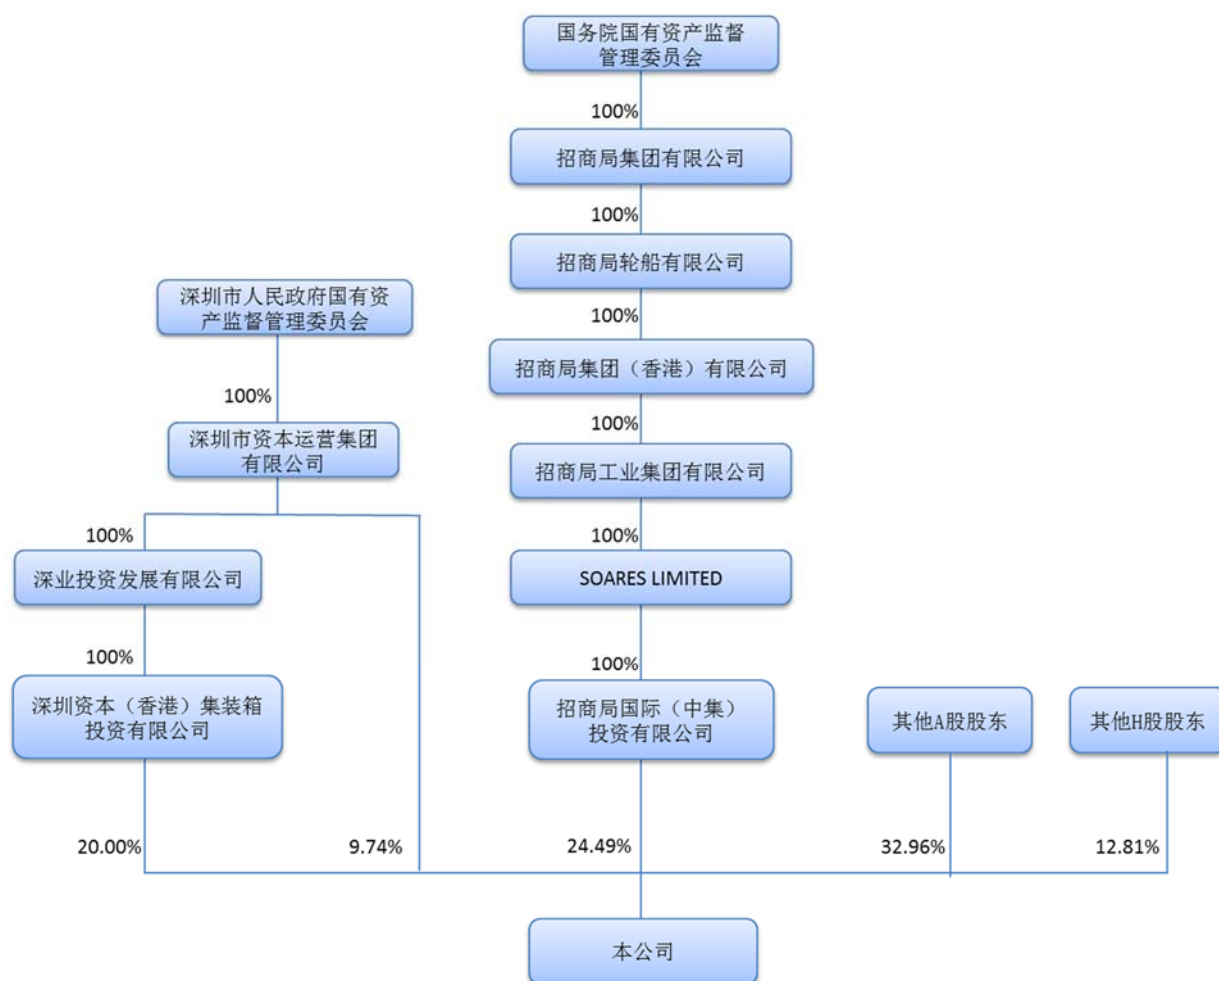 国务院国有资产监督
管理委员会
100%
招商局集团有限公司
100%
招商局轮船有限公司
100%
招商局集团（香港）有限公司
100%
招商局工业集团有限公司
100%
SOARES LIMITED
100%
招商局国际（中集）
投资有限公司
24.49%
深圳市人民政府国有资
产监督管理委员会
100%
深圳市资本运营集团
有限公司
100%
深业投资发展有限公司
100%
深圳资本（香港）集装箱
投资有限公司
20.00%
9.74%
其他A股股东
32.96%
其他H股股东
12.81%
本公司